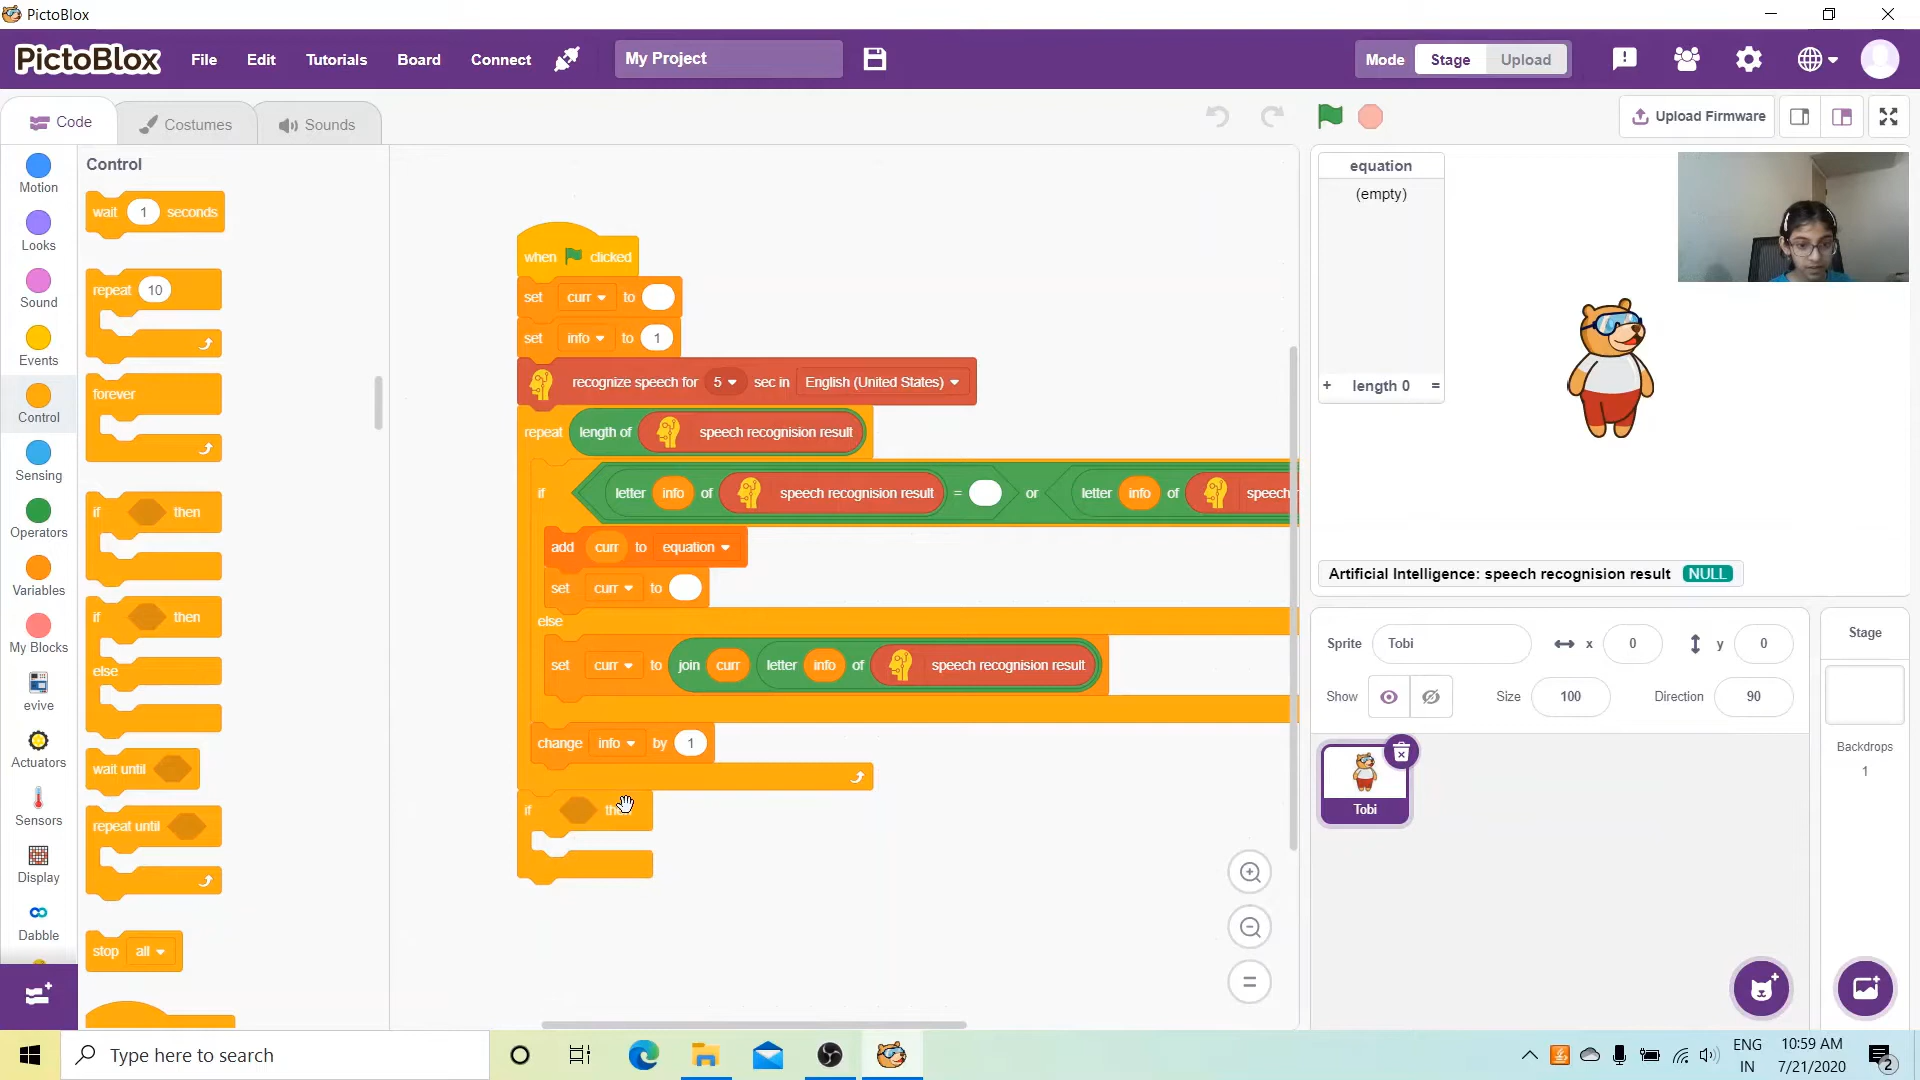 PictoBlox
PictoBlox File Edit Tutorials Board Connect My Project Mode Stage Upload
Code Costumes Sounds Upload Firmware
Motion
Looks
Sound
Events
Control
Sensing
Operators
Variables
My Blocks
evive
Actuators
Sensors
Display
Dabble
Control
wait 1 seconds
repeat 10
forever
if then
if then
else
wait until
repeat until
stop all
when clicked
set curr to
set info to 1
recognize speech for 5 sec in English (United States)
repeat length of speech recognision result
if letter info of speech recognision result = or letter info of speech
add curr to equation
set curr to
else
set curr to join curr letter info of speech recognision result
change info by 1
if
equation
(empty)
+ length 0 =
Artificial Intelligence: speech recognision result NULL
Sprite Tobi x 0 y 0
Show Size 100 Direction 90
Tobi
Stage
Backdrops
1
Type here to search
ENG
IN
10:59 AM
7/21/2020
2